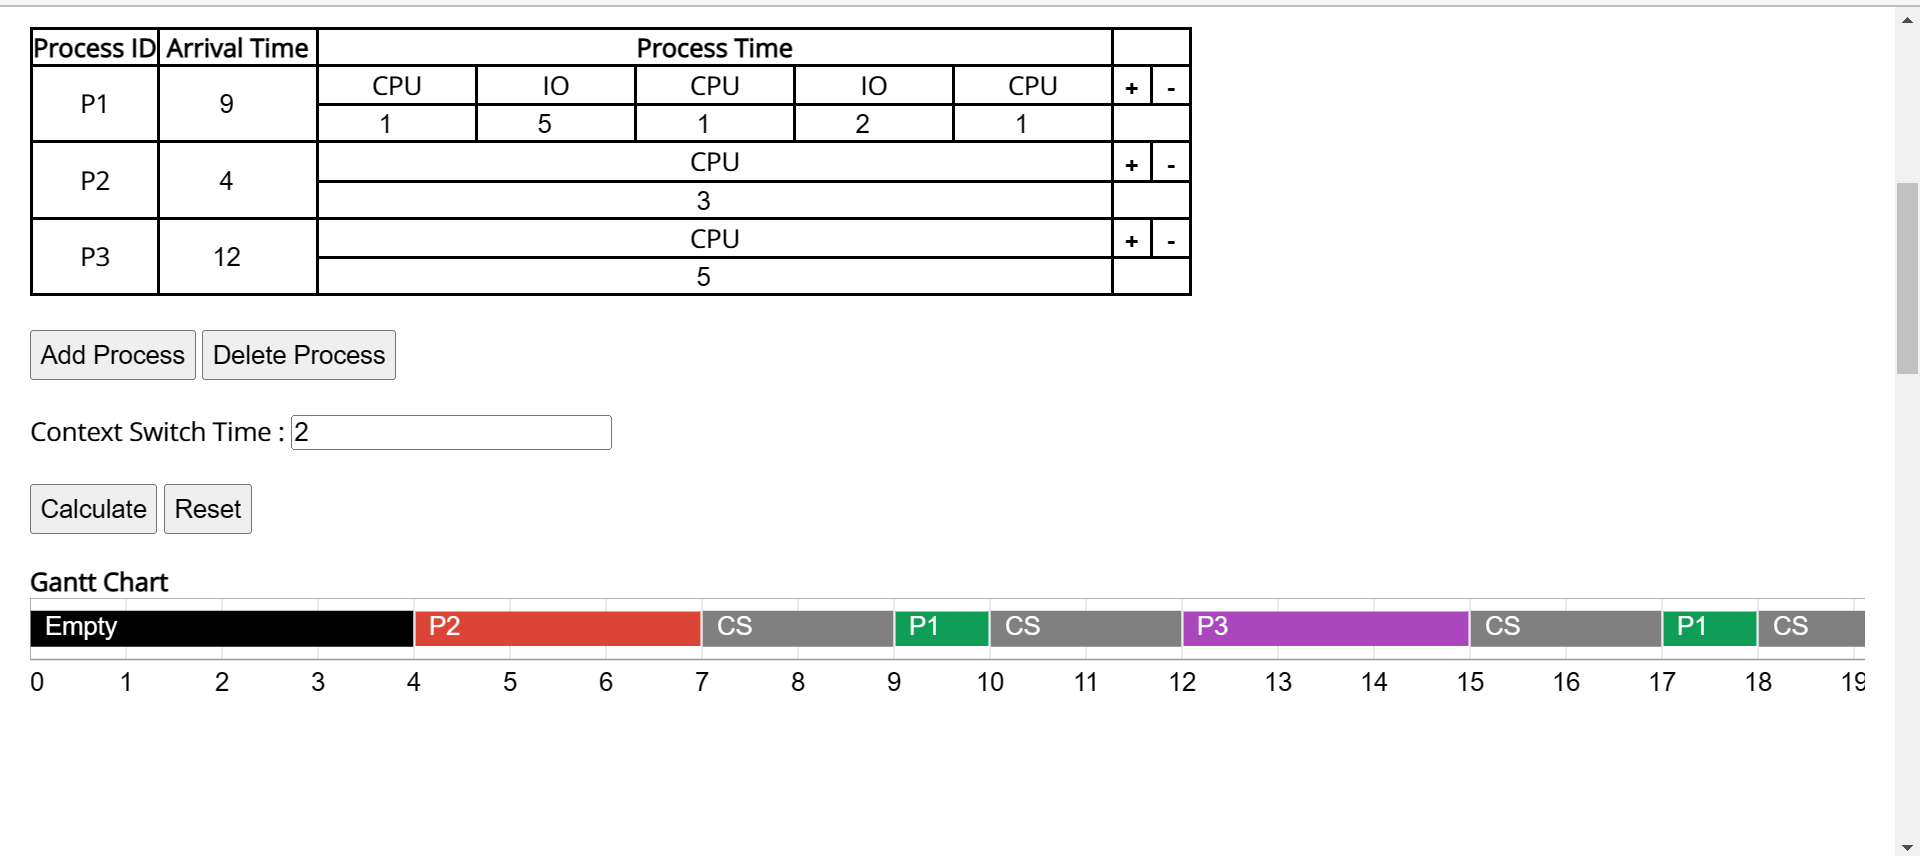 Process ID Arrival Time Process Time
P1 9 CPU IO CPU IO CPU + -
1 5 1 2 1
P2 4 CPU + -
3
P3 12 CPU + -
5
Add Process Delete Process
Context Switch Time : 2
Calculate Reset
Gantt Chart
Empty P2 CS P1 CS P3 CS P1 CS
0 1 2 3 4 5 6 7 8 9 10 11 12 13 14 15 16 17 18 19